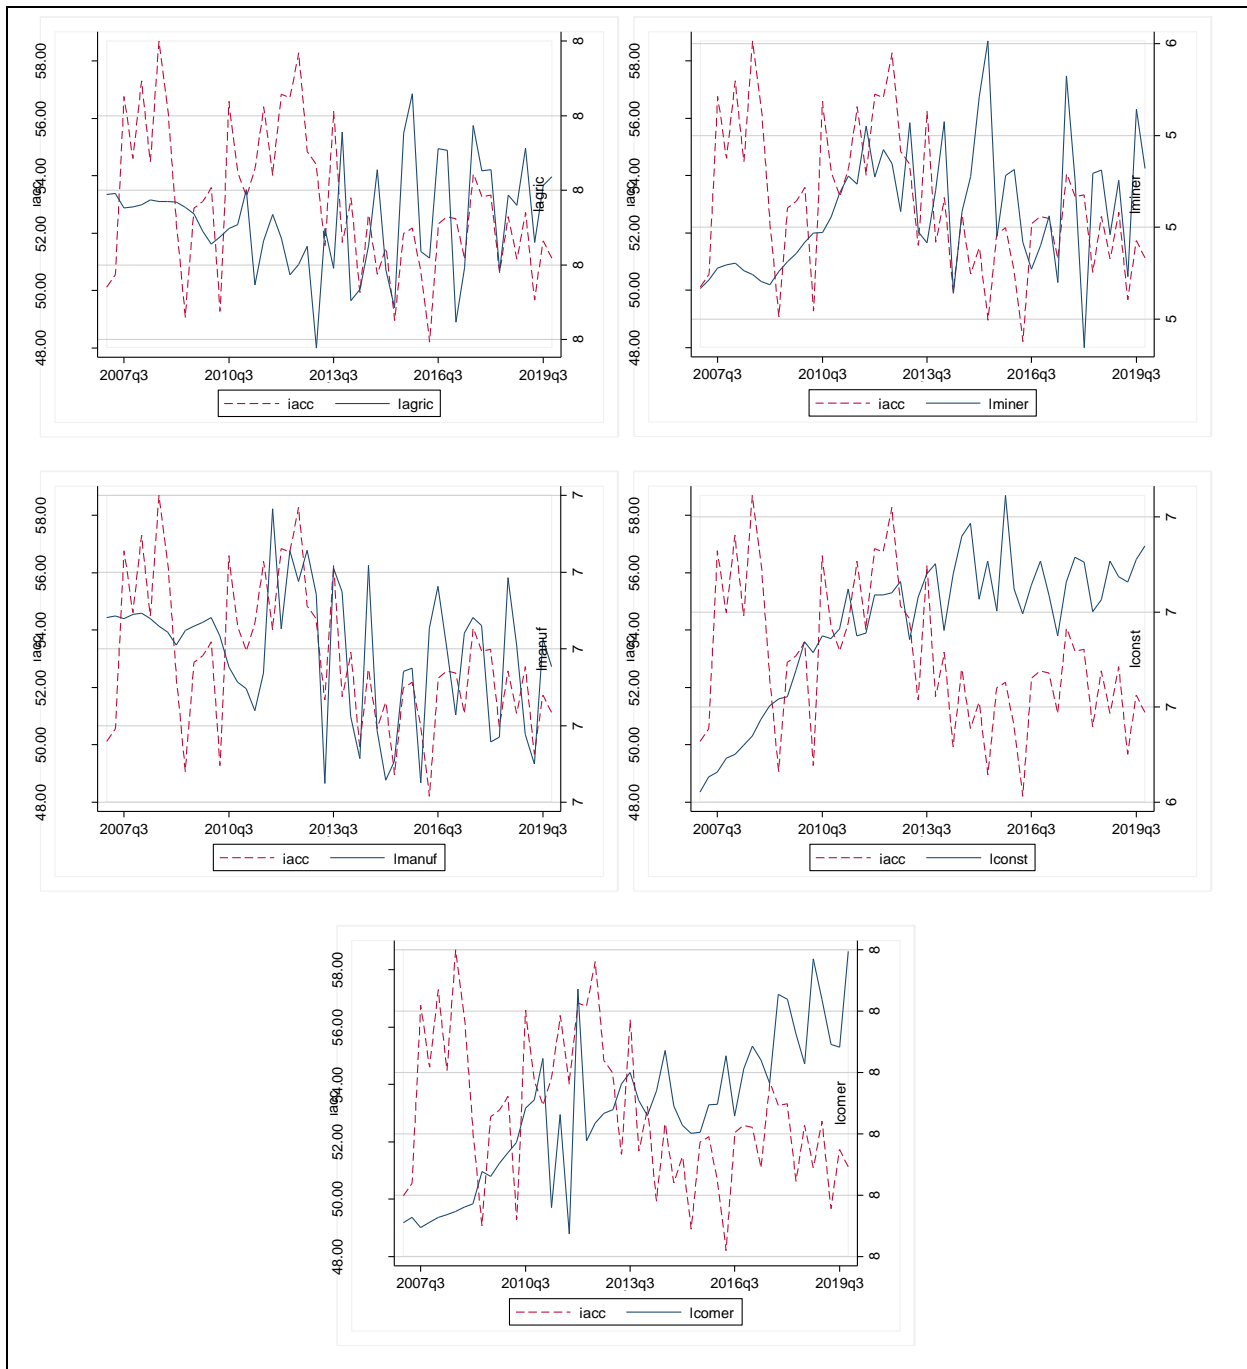 58.00
56.00
54.00
52.00
50.00
48.00
iacc
8
8
8
8
8
lagric
2007q3
2010q3
2013q3
2016q3
2019q3
iacc
lagric
58.00
56.00
54.00
52.00
50.00
48.00
iacc
6
5
5
5
lminer
2007q3
2010q3
2013q3
2016q3
2019q3
iacc
lminer
58.00
56.00
54.00
52.00
50.00
48.00
iacc
7
7
7
7
7
lmanuf
2007q3
2010q3
2013q3
2016q3
2019q3
iacc
lmanuf
58.00
56.00
54.00
52.00
50.00
48.00
iacc
7
7
7
6
lconst
2007q3
2010q3
2013q3
2016q3
2019q3
iacc
lconst
58.00
56.00
54.00
52.00
50.00
48.00
iacc
8
8
8
8
8
8
lcomer
2007q3
2010q3
2013q3
2016q3
2019q3
iacc
lcomer